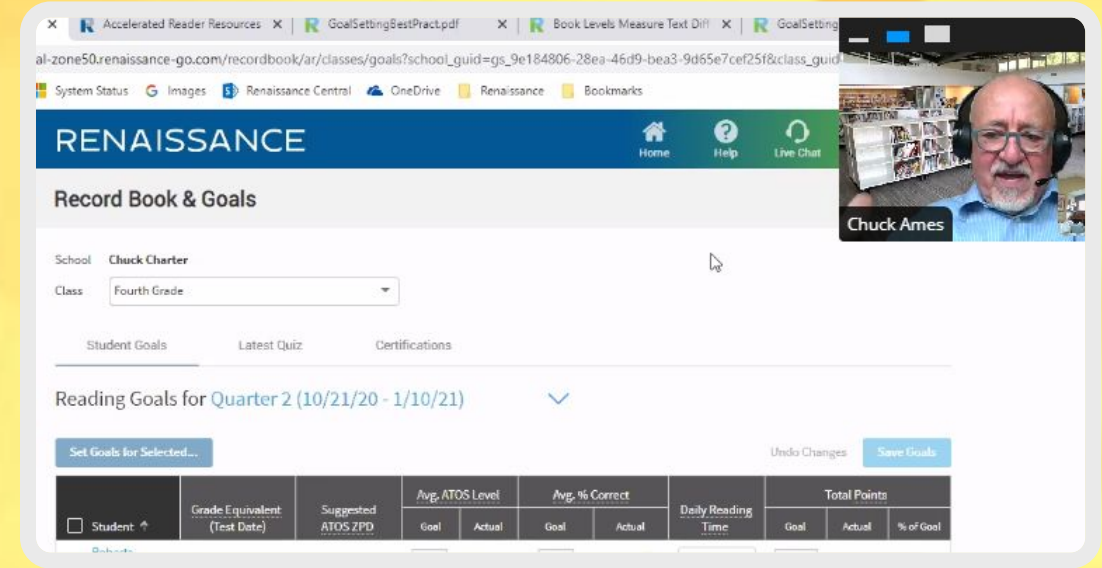 Accelerated Reader Resources
GoalSettingBestPract.pdf
Book Levels Measure Text Diff
GoalSetting
al-zone50.renaissance-go.com/recordbook/ar/classes/goals?school_guid=gs_9e184806-28ea-46d9-bea3-9d65e7cef25f&class_guid
System Status Images Renaissance Central OneDrive Renaissance Bookmarks
RENAISSANCE
Home Help Live Chat
Record Book & Goals
Chuck Ames
School Chuck Charter
Class Fourth Grade
Student Goals Latest Quiz Certifications
Reading Goals for Quarter 2 (10/21/20 - 1/10/21)
Set Goals for Selected... Undo Changes Save Goals
Avg. ATOS Level Avg. % Correct Total Points
Student Grade Equivalent (Test Date) Suggested ATOS ZPD Goal Actual Goal Actual Daily Reading Time Goal Actual % of Goal